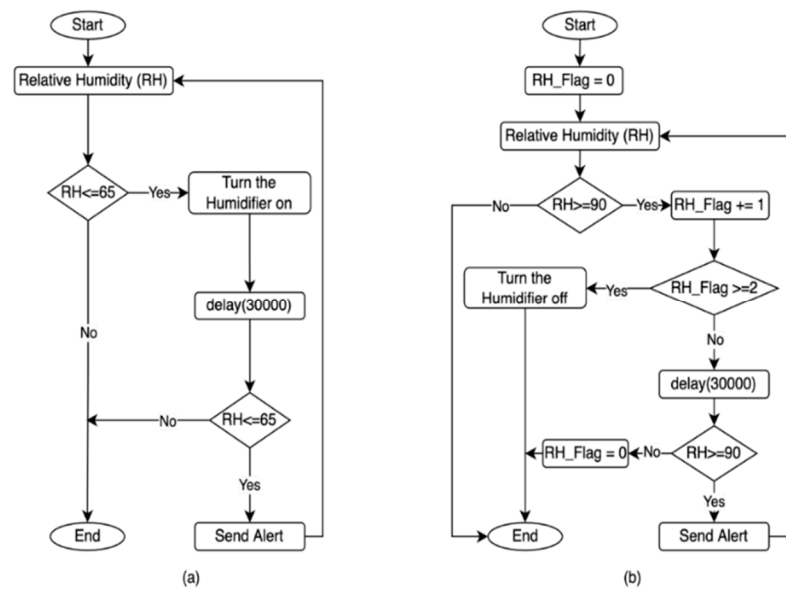 Start
Relative Humidity (RH)
RH<=65
Yes
Turn the
Humidifier on
delay(30000)
No
RH<=65
No
Yes
End
Send Alert
(a)
Start
RH_Flag = 0
Relative Humidity (RH)
No
RH>=90
Yes
RH_Flag += 1
Turn the
Humidifier off
Yes
RH_Flag >=2
No
delay(30000)
RH_Flag = 0
No
RH>=90
Yes
End
Send Alert
(b)